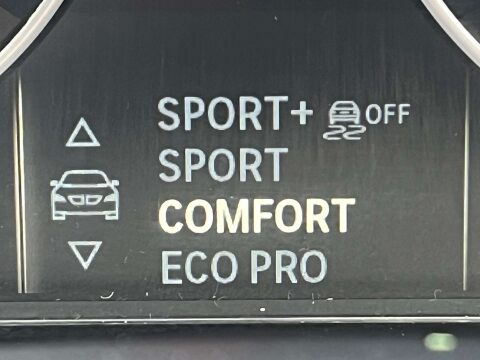 SPORT+ OFF
SPORT
COMFORT
ECO PRO